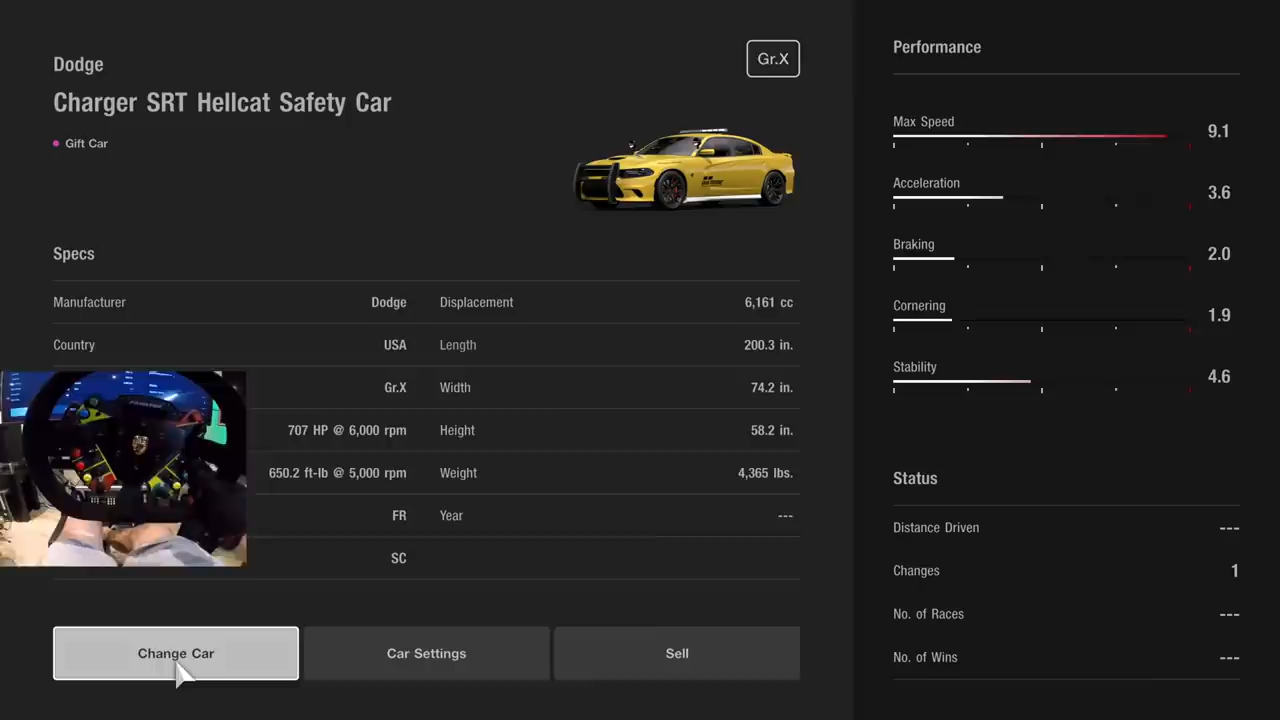 Dodge
Gr.X
Charger SRT Hellcat Safety Car
Gift Car
Specs
Manufacturer Dodge Displacement 6,161 cc
Country USA Length 200.3 in.
Gr.X Width 74.2 in.
707 HP @ 6,000 rpm Height 58.2 in.
650.2 ft-lb @ 5,000 rpm Weight 4,365 lbs.
FR Year ---
SC
Change Car Car Settings Sell
Performance
Max Speed 9.1
Acceleration 3.6
Braking 2.0
Cornering 1.9
Stability 4.6
Status
Distance Driven ---
Changes 1
No. of Races ---
No. of Wins ---